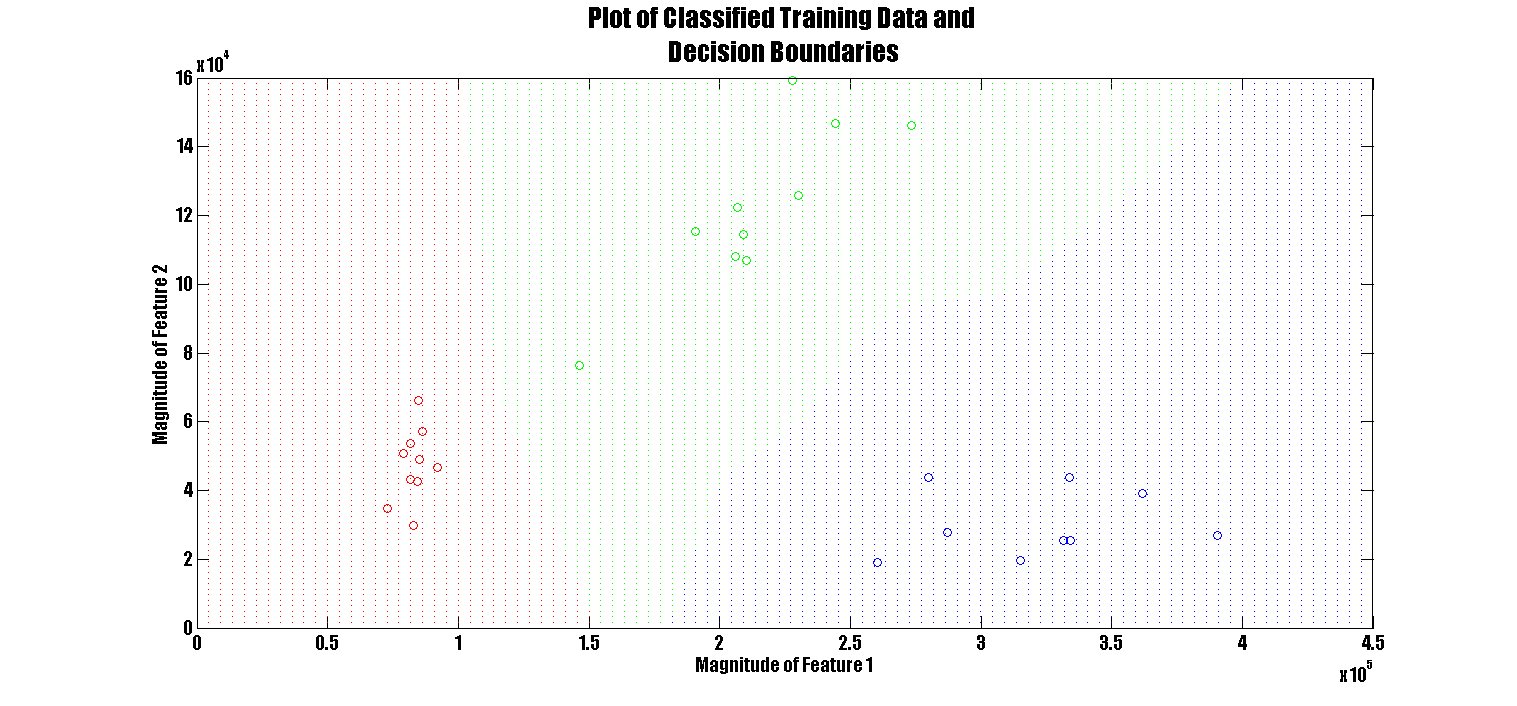 Plot of Classified Training Data and
Decision Boundaries
x 10^4
16
14
12
10
8
6
4
2
0
Magnitude of Feature 2
0 0.5 1 1.5 2 2.5 3 3.5 4 4.5
Magnitude of Feature 1
x 10^5